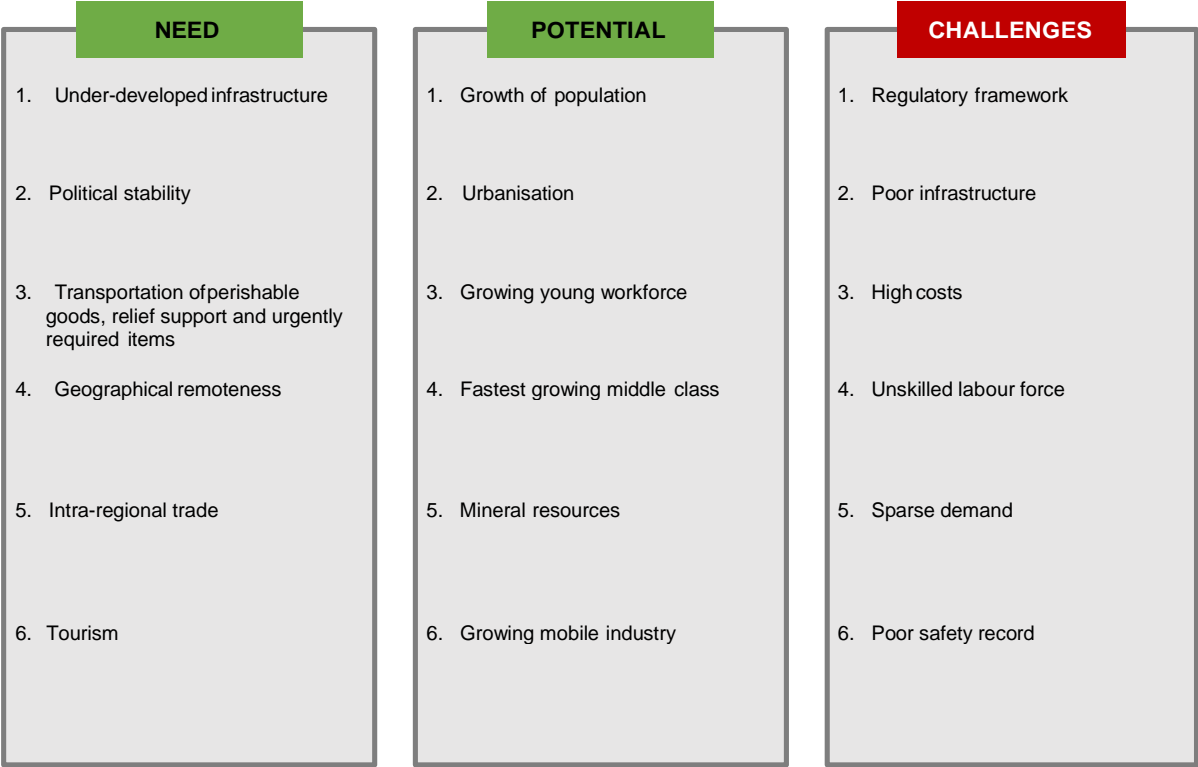 NEED
1. Under-developed infrastructure
2. Political stability
3. Transportation ofperishable
goods, relief support and urgently
required items
4. Geographical remoteness
5. Intra-regional trade
6. Tourism
POTENTIAL
1. Growth of population
2. Urbanisation
3. Growing young workforce
4. Fastest growing middle class
5. Mineral resources
6. Growing mobile industry
CHALLENGES
1. Regulatory framework
2. Poor infrastructure
3. High costs
4. Unskilled labour force
5. Sparse demand
6. Poor safety record